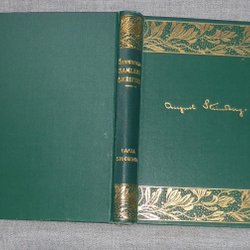 STRINDBERGS
SAMLADE
SKRIFTER
August Strindberg.